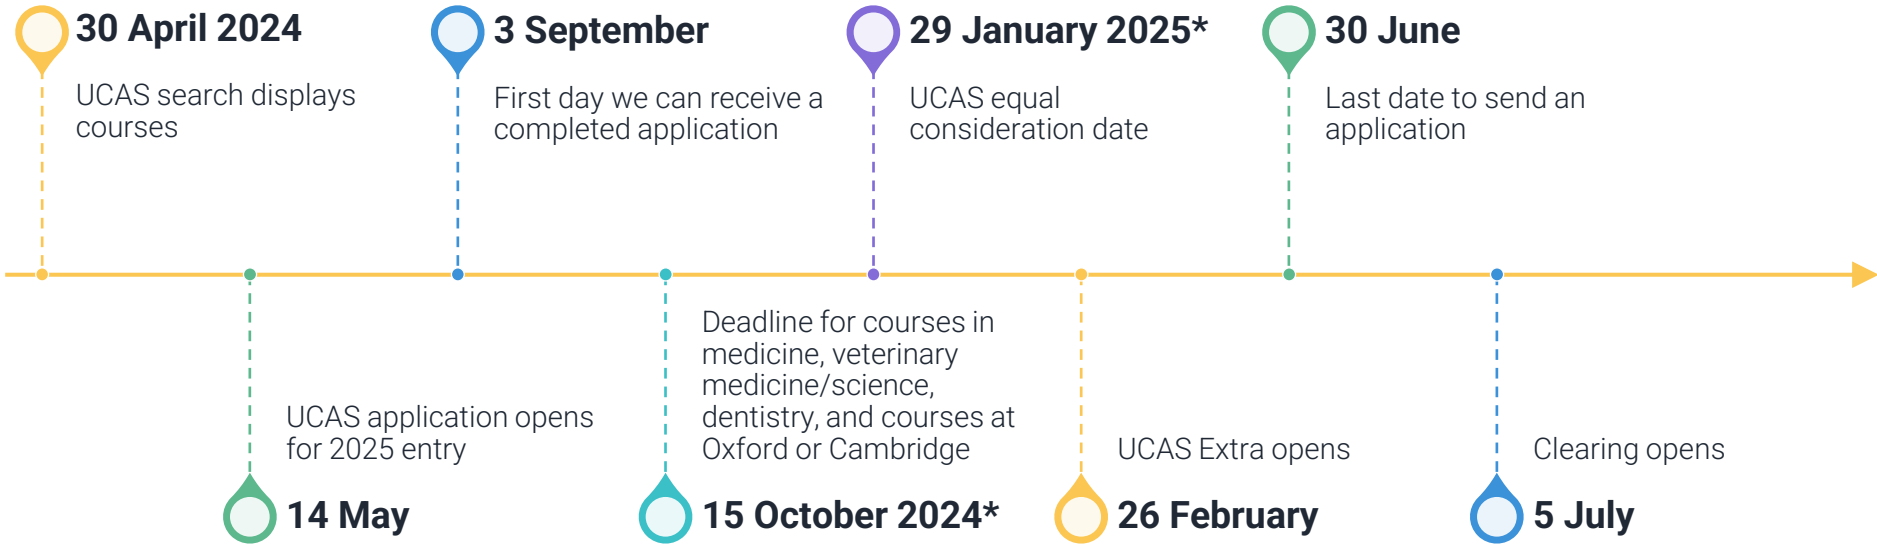 30 April 2024
UCAS search displays
courses
14 May
UCAS application opens
for 2025 entry
3 September
First day we can receive a
completed application
15 October 2024*
Deadline for courses in
medicine, veterinary
medicine/science,
dentistry, and courses at
Oxford or Cambridge
29 January 2025*
UCAS equal
consideration date
26 February
UCAS Extra opens
30 June
Last date to send an
application
5 July
Clearing opens